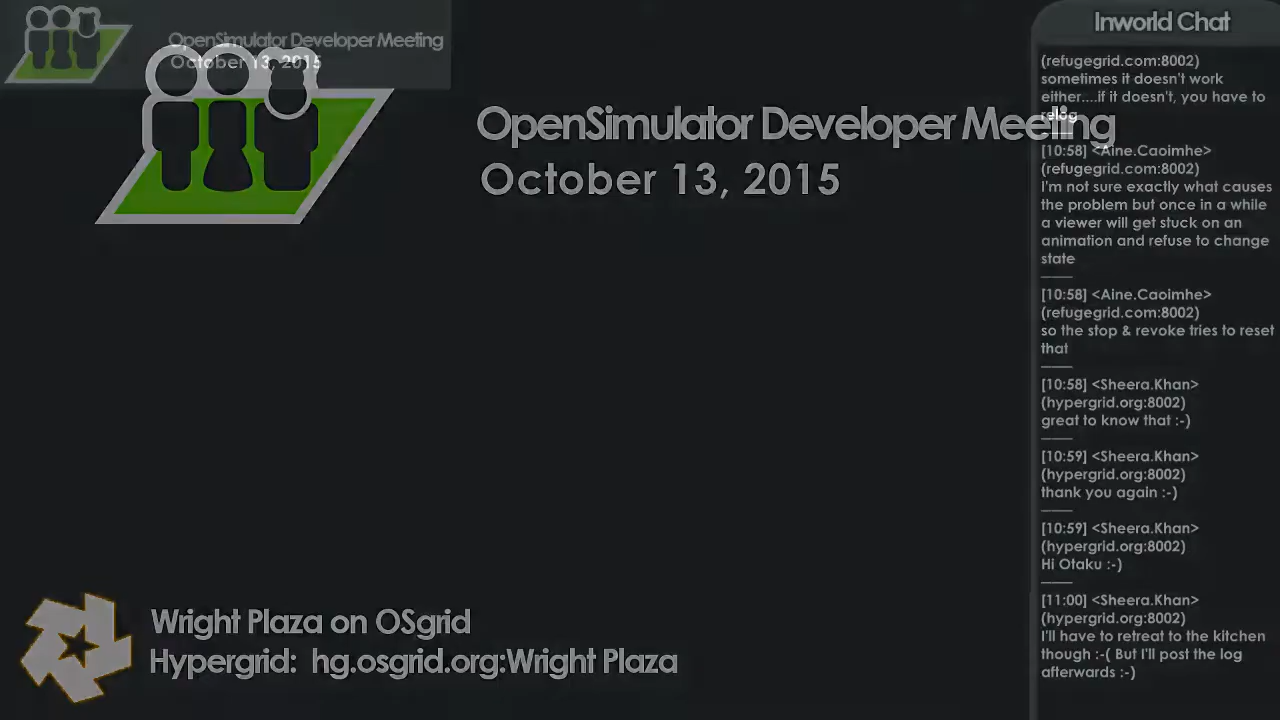 OpenSimulator Developer Meeting
October 13, 2015
OpenSimulator Developer Meeting
October 13, 2015
Wright Plaza on OSgrid
Hypergrid: hg.osgrid.org:Wright Plaza
Inworld Chat
(refugegrid.com:8002)
sometimes it doesn't work
either....if it doesn't, you have to
relog
[10:58] <Aine.Caoimhe>
(refugegrid.com:8002)
I'm not sure exactly what causes
the problem but once in a while
a viewer will get stuck on an
animation and refuse to change
state
[10:58] <Aine.Caoimhe>
(refugegrid.com:8002)
so the stop & revoke tries to reset
that
[10:58] <Sheera.Khan>
(hypergrid.org:8002)
great to know that :-)
[10:59] <Sheera.Khan>
(hypergrid.org:8002)
thank you again :-)
[10:59] <Sheera.Khan>
(hypergrid.org:8002)
Hi Otaku :-)
[11:00] <Sheera.Khan>
(hypergrid.org:8002)
I'll have to retreat to the kitchen
though :-( But I'll post the log
afterwards :-)